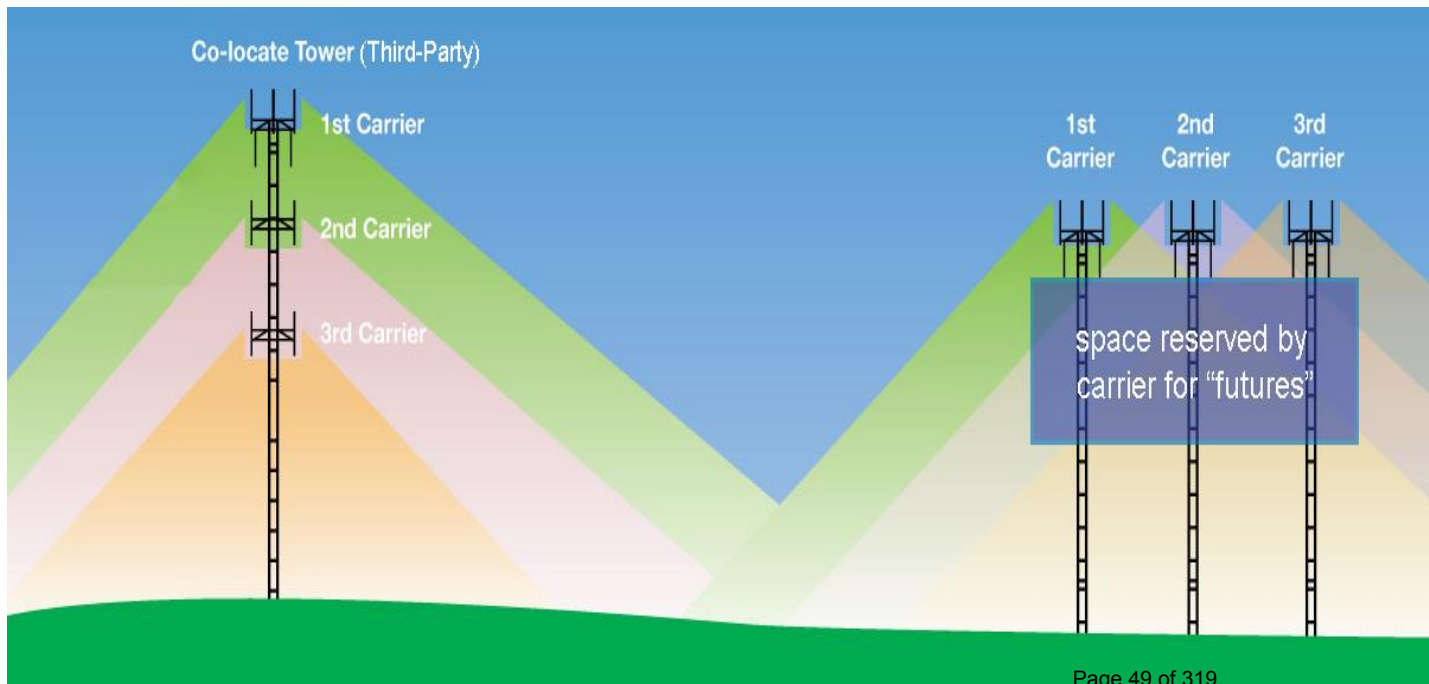 Co-locate Tower (Third-Party)
1st Carrier
2nd Carrier
3rd Carrier
1st
Carrier
2nd
Carrier
3rd
Carrier
space reserved by
carrier for “futures”
Page 49 of 319